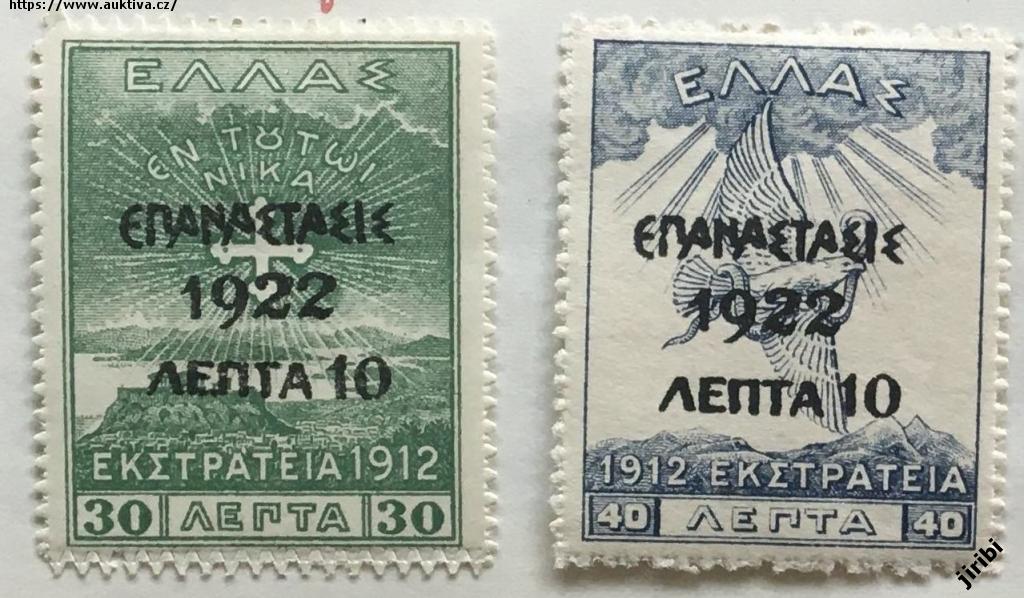 https://www.auktiva.cz/
ΕΛΛΑΣ
ΕΝ ΤȢΤΩΙ
ΝΙΚΑ
ΕΠΑΝΑΣΤΑΣΙΣ
1922
ΛΕΠΤΑ 10
ΕΚΣΤΡΑΤΕΙΑ 1912
30 ΛΕΠΤΑ 30
ΕΛΛΑΣ
ΕΠΑΝΑΣΤΑΣΙΣ
1922
ΛΕΠΤΑ 10
1912 ΕΚΣΤΡΑΤΕΙΑ
40 ΛΕΠΤΑ 40
jiribi